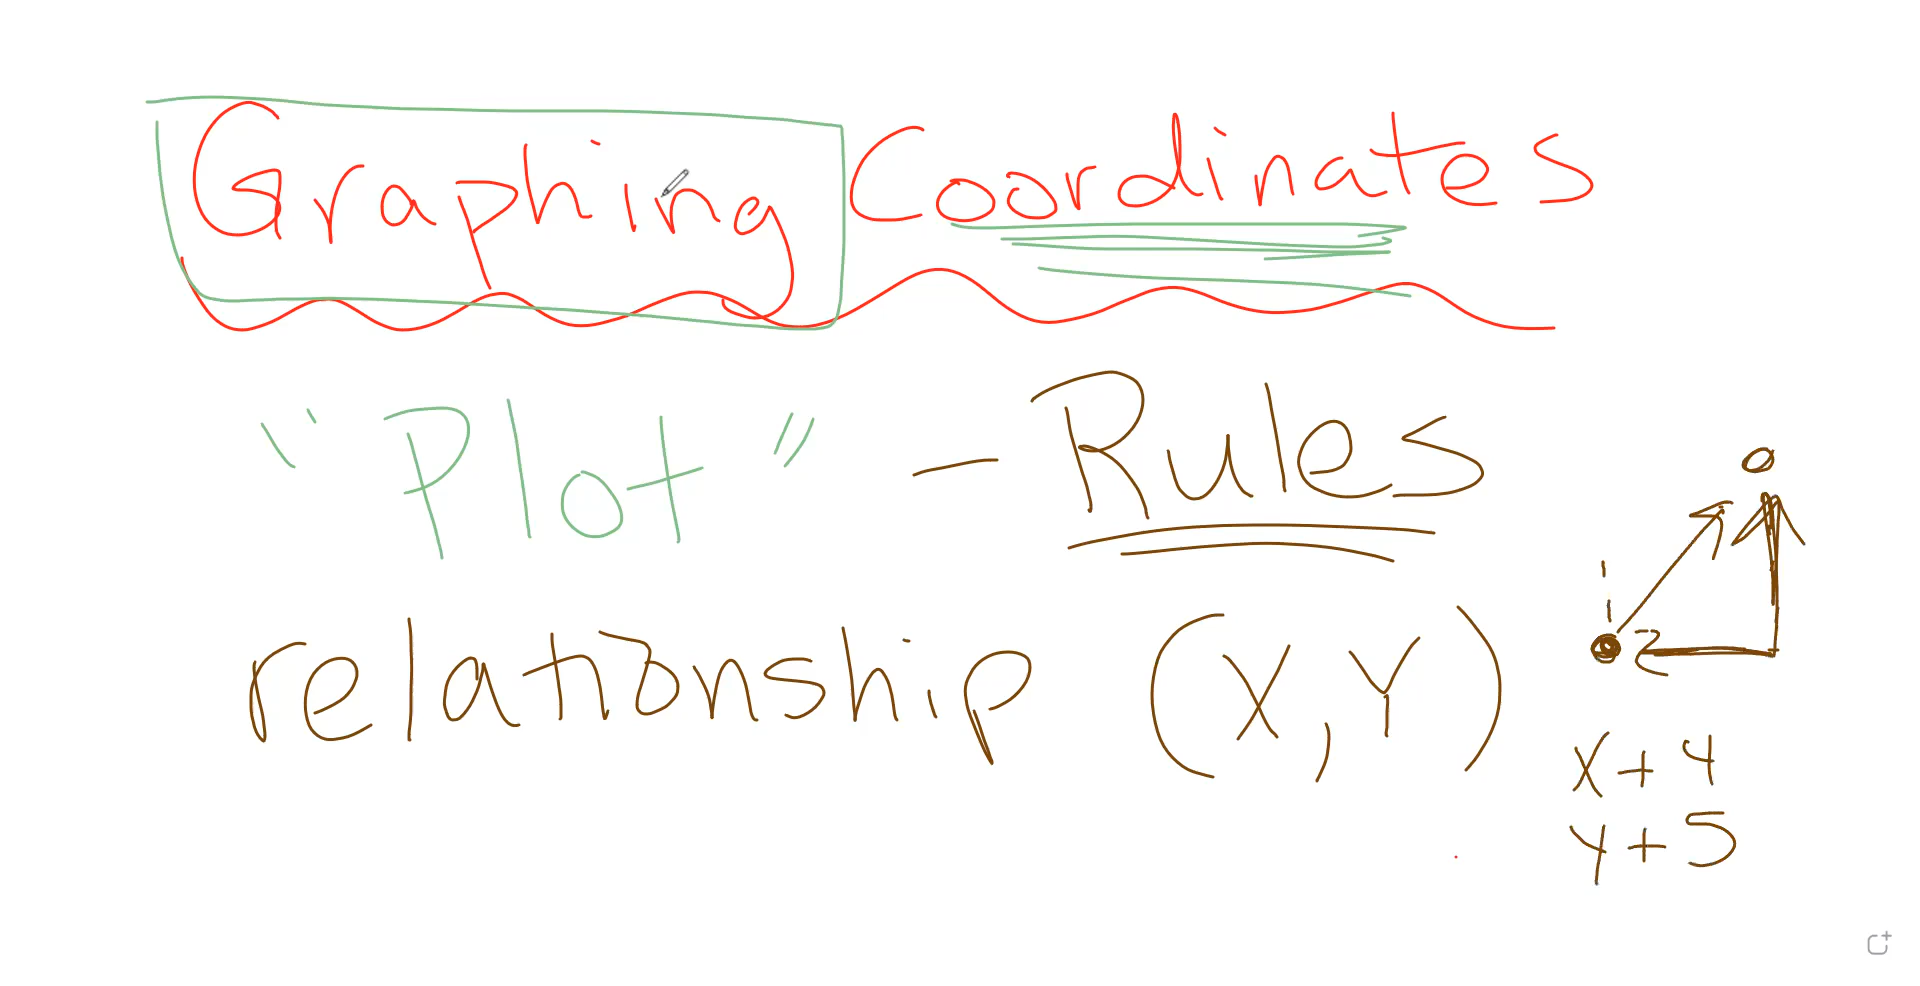 Graphing Coordinates
"Plot" - Rules
relationship (X,Y)
X+4
y+5